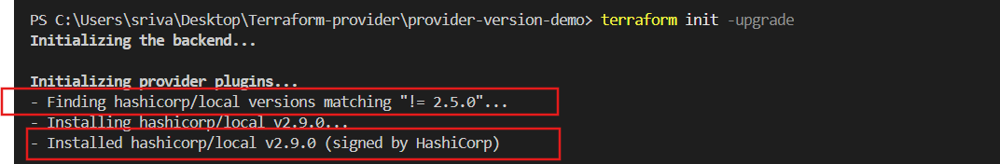 PS C:\Users\sriva\Desktop\Terraform-provider\provider-version-demo> terraform init -upgrade
Initializing the backend...
Initializing provider plugins...
- Finding hashicorp/local versions matching "!= 2.5.0"...
- Installing hashicorp/local v2.9.0...
- Installed hashicorp/local v2.9.0 (signed by HashiCorp)